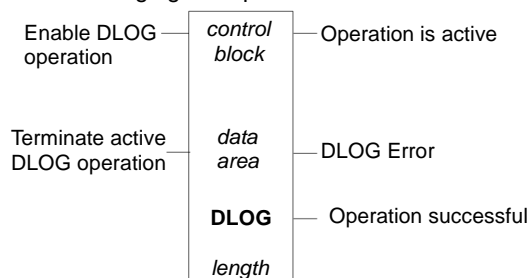 Enable DLOG
operation
control
block
Operation is active
Terminate active
DLOG operation
data
area
DLOG Error
DLOG
Operation successful
length